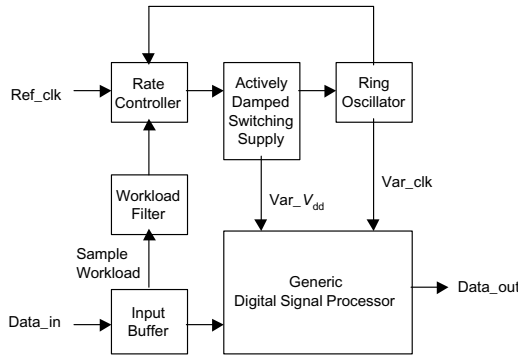 Ref_clk
Rate
Controller
Actively
Damped
Switching
Supply
Ring
Oscillator
Workload
Filter
Var_Vdd
Var_clk
Sample
Workload
Generic
Digital Signal Processor
Data_out
Data_in
Input
Buffer